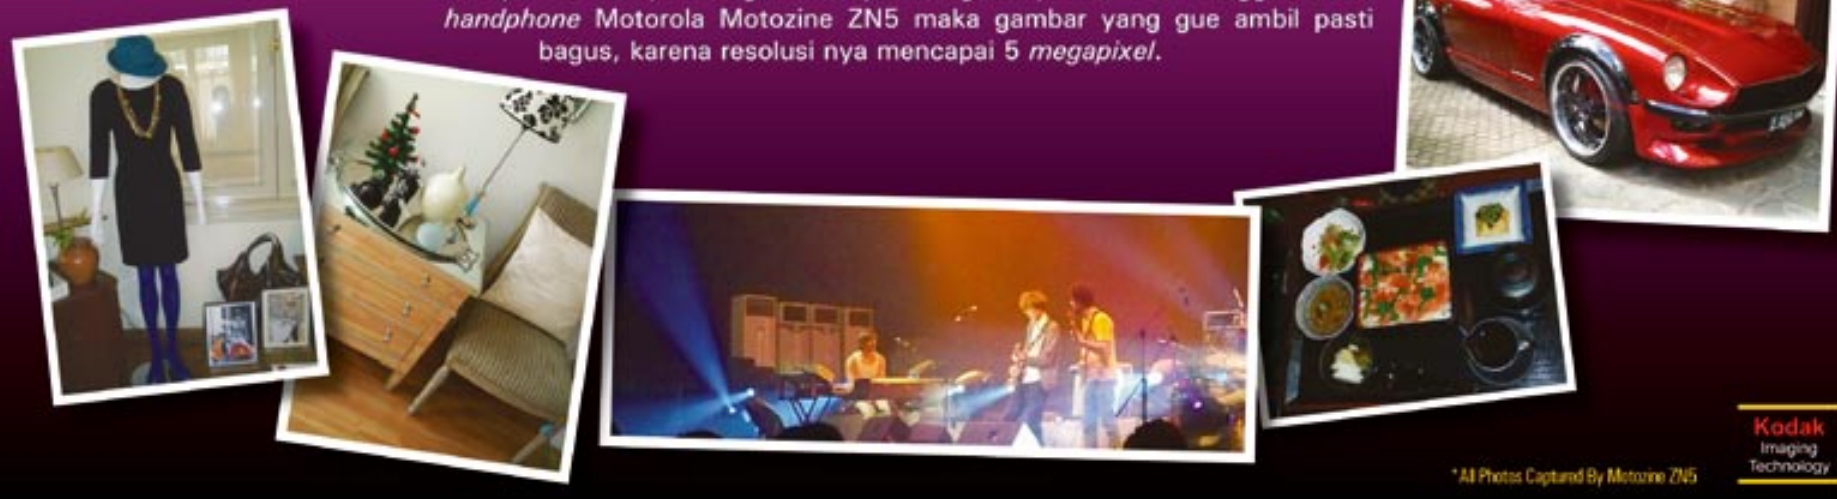 handphone Motorola Motozine ZN5 maka gambar yang gue ambil pasti
bagus, karena resolusi nya mencapai 5 megapixel.
Kodak
Imaging
Technology
*All Photos Captured By Motozine ZN5